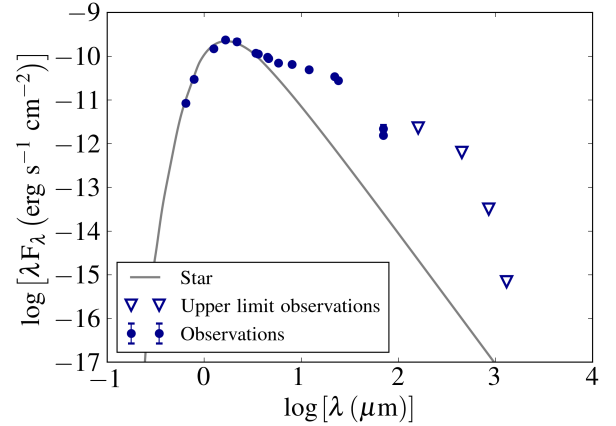 −9
−10
−11
−12
−13
−14
−15
−16
−17
log [λF_λ (erg s⁻¹ cm⁻²)]
Star
Upper limit observations
Observations
−1 0 1 2 3 4
log [λ (μm)]